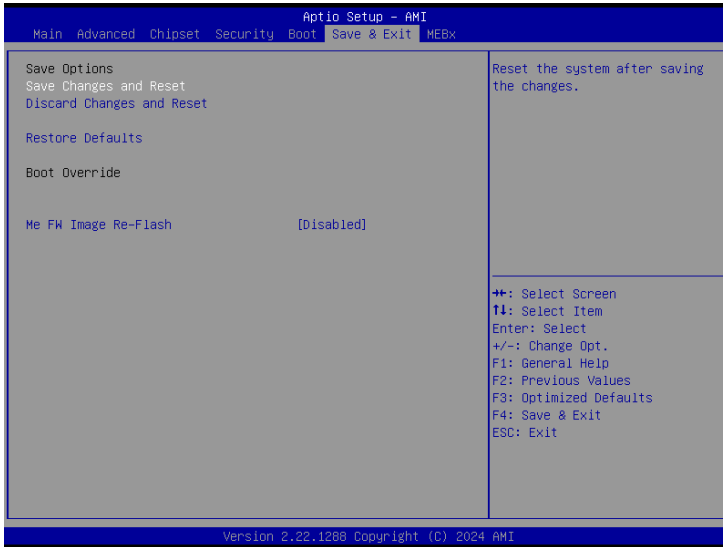 Aptio Setup – AMI
Main Advanced Chipset Security Boot Save & Exit MEBx
Save Options
Save Changes and Reset
Discard Changes and Reset
Restore Defaults
Boot Override
Me FW Image Re-Flash [Disabled]
Reset the system after saving
the changes.
→←: Select Screen
↑↓: Select Item
Enter: Select
+/-: Change Opt.
F1: General Help
F2: Previous Values
F3: Optimized Defaults
F4: Save & Exit
ESC: Exit
Version 2.22.1288 Copyright (C) 2024 AMI